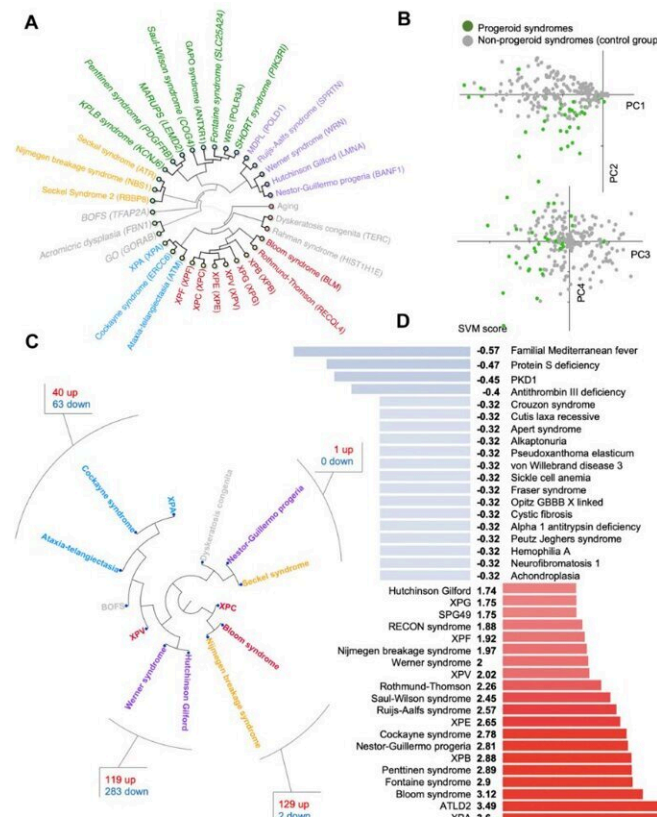 A
KPLB syndrome (KCNJ6)
Penttinen syndrome (PDGFRB)
MARUPS (LEMD2)
Saul-Wilson syndrome (COG4)
GAPO syndrome (ANTXR1)
Fontaine syndrome (SLC25A24)
WRS (POLR3A)
SHORT syndrome (PIK3RI)
MDPL (POLD1)
Ruijs-Aalfs syndrome (SPRTN)
Werner syndrome (WRN)
Hutchinson Gilford (LMNA)
Nestor-Guillermo progeria (BANF1)
Aging
Dyskeratosis congenita (TERC)
Rahman syndrome (HIST1H1E)
Bloom syndrome (BLM)
Rothmund-Thomson (RECQL4)
XPB (XPB)
XPG (XPG)
XPV (XPV)
XPE (XPE)
XPC (XPC)
XPF (XPF)
Ataxia-telangiectasia (ATM)
Cockayne syndrome (ERCC6)
XPA (XPA)
GO (GORAB)
Acromicric dysplasia (FBN1)
BOFS (TFAP2A)
Seckel Syndrome 2 (RBBP8)
Nijmegen breakage syndrome (NBS1)
Seckel syndrome (ATR)
B
Progeroid syndromes
Non-progeroid syndromes (control group
PC1
PC2
PC3
PC4
C
40 up
63 down
1 up
0 down
Cockayne syndrome
XPA
Ataxia-telangiectasia
BOFS
XPV
Werner syndrome
Hutchinson Gilford
Nijmegen breakage syndrome
Bloom syndrome
XPC
Seckel syndrome
Nestor-Guillermo progeria
Dyskeratosis congenita
119 up
283 down
129 up
2 down
D
SVM score
-0.57 Familial Mediterranean fever
-0.47 Protein S deficiency
-0.45 PKD1
-0.4 Antithrombin III deficiency
-0.32 Crouzon syndrome
-0.32 Cutis laxa recessive
-0.32 Apert syndrome
-0.32 Alkaptonuria
-0.32 Pseudoxanthoma elasticum
-0.32 von Willebrand disease 3
-0.32 Sickle cell anemia
-0.32 Fraser syndrome
-0.32 Opitz GBBB X linked
-0.32 Cystic fibrosis
-0.32 Alpha 1 antitrypsin deficiency
-0.32 Peutz Jeghers syndrome
-0.32 Hemophilia A
-0.32 Neurofibromatosis 1
-0.32 Achondroplasia
Hutchinson Gilford 1.74
XPG 1.75
SPG49 1.75
RECON syndrome 1.88
XPF 1.92
Nijmegen breakage syndrome 1.97
Werner syndrome 2
XPV 2.02
Rothmund-Thomson 2.26
Saul-Wilson syndrome 2.45
Ruijs-Aalfs syndrome 2.57
XPE 2.65
Cockayne syndrome 2.78
Nestor-Guillermo progeria 2.81
XPB 2.88
Penttinen syndrome 2.89
Fontaine syndrome 2.9
Bloom syndrome 3.12
ATLD2 3.49
XPA 3.6